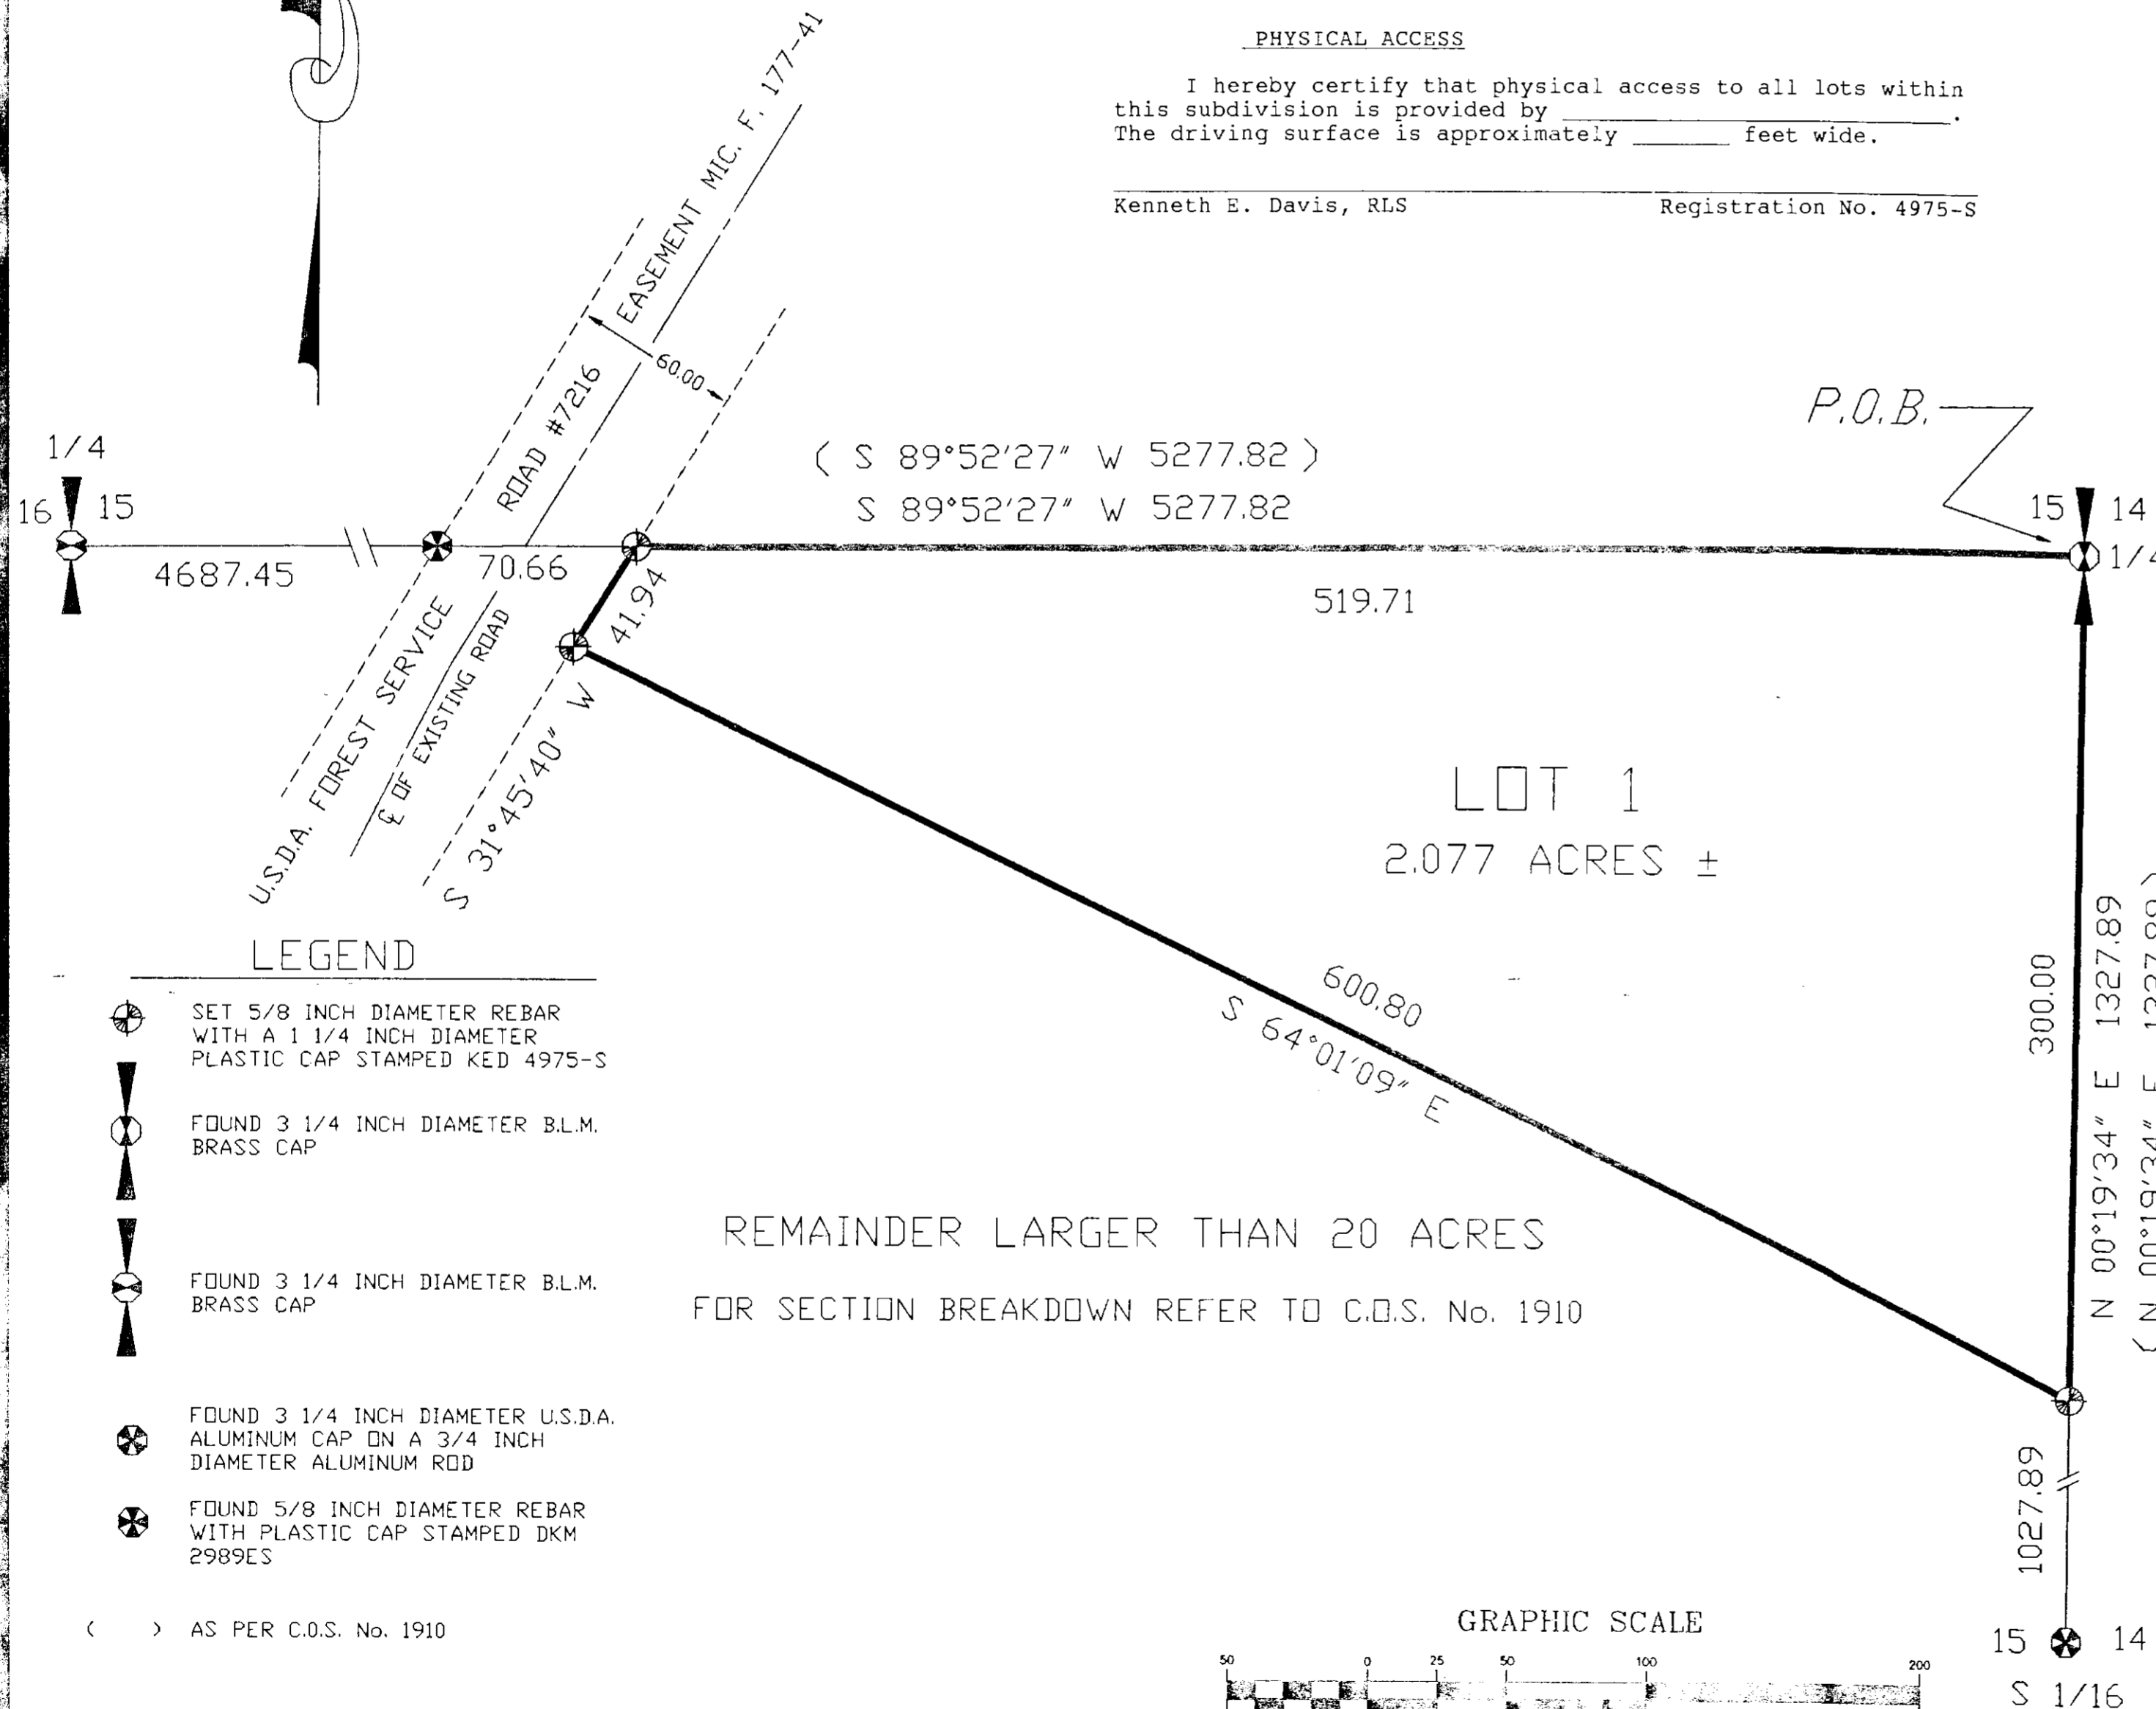 PHYSICAL ACCESS
I hereby certify that physical access to all lots within
this subdivision is provided by ____________________.
The driving surface is approximately ______ feet wide.
Kenneth E. Davis, RLS Registration No. 4975-S
EASEMENT MIC. F. 177-41
ROAD #7216
60.00
P.O.B.
( S 89°52'27" W 5277.82 )
S 89°52'27" W 5277.82
1/4
16 15
15 14
1/4
4687.45
70.66
519.71
41.94
S 31°45'40" W
U.S.D.A. FOREST SERVICE
℄ OF EXISTING ROAD
LOT 1
2.077 ACRES ±
600.80
S 64°01'09" E
300.00
N 00°19'34" E 1327.89
( N 00°19'34" E 1327.89 )
1027.89
LEGEND
SET 5/8 INCH DIAMETER REBAR
WITH A 1 1/4 INCH DIAMETER
PLASTIC CAP STAMPED KED 4975-S
FOUND 3 1/4 INCH DIAMETER B.L.M.
BRASS CAP
FOUND 3 1/4 INCH DIAMETER B.L.M.
BRASS CAP
FOUND 3 1/4 INCH DIAMETER U.S.D.A.
ALUMINUM CAP ON A 3/4 INCH
DIAMETER ALUMINUM ROD
FOUND 5/8 INCH DIAMETER REBAR
WITH PLASTIC CAP STAMPED DKM
2989ES
( ) AS PER C.O.S. No. 1910
REMAINDER LARGER THAN 20 ACRES
FOR SECTION BREAKDOWN REFER TO C.O.S. No. 1910
GRAPHIC SCALE
50 0 25 50 100 200
15 14
S 1/16